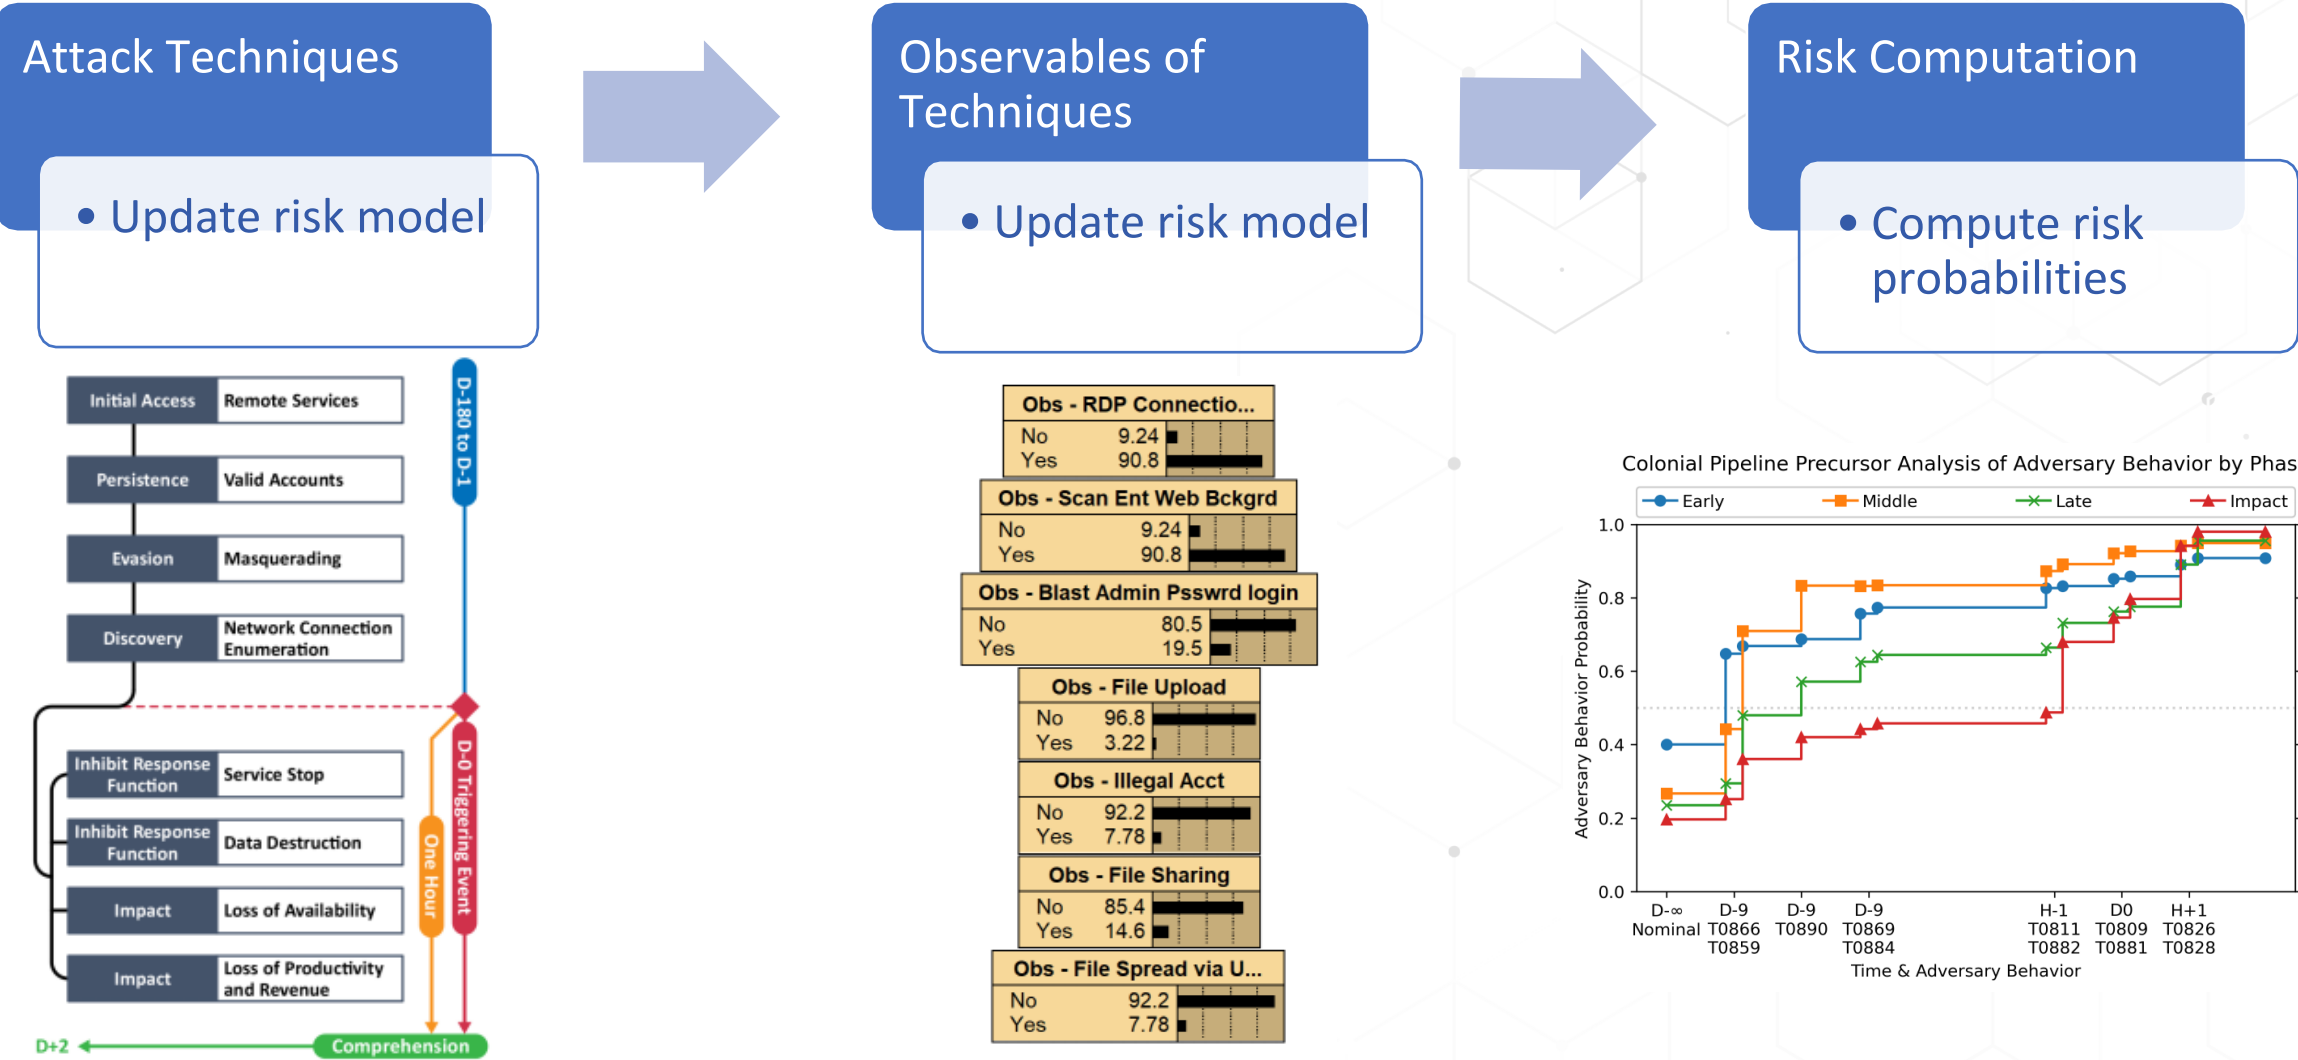 Attack Techniques
• Update risk model
Observables of
Techniques
• Update risk model
Risk Computation
• Compute risk
probabilities
Initial Access
Remote Services
Persistence
Valid Accounts
Evasion
Masquerading
Discovery
Network Connection
Enumeration
Inhibit Response
Function
Service Stop
Inhibit Response
Function
Data Destruction
Impact
Loss of Availability
Impact
Loss of Productivity
and Revenue
D-180 to D-1
D-0 Triggering Event
One Hour
D+2
Comprehension
Obs - RDP Connectio...
No 9.24
Yes 90.8
Obs - Scan Ent Web Bckgrd
No 9.24
Yes 90.8
Obs - Blast Admin Psswrd login
No 80.5
Yes 19.5
Obs - File Upload
No 96.8
Yes 3.22
Obs - Illegal Acct
No 92.2
Yes 7.78
Obs - File Sharing
No 85.4
Yes 14.6
Obs - File Spread via U...
No 92.2
Yes 7.78
Colonial Pipeline Precursor Analysis of Adversary Behavior by Phas
Early Middle Late Impact
Adversary Behavior Probability
1.0
0.8
0.6
0.4
0.2
0.0
D-∞ D-9 D-9 D-9 H-1 D0 H+1
Nominal T0866 T0890 T0869 T0811 T0809 T0826
T0859 T0884 T0882 T0881 T0828
Time & Adversary Behavior